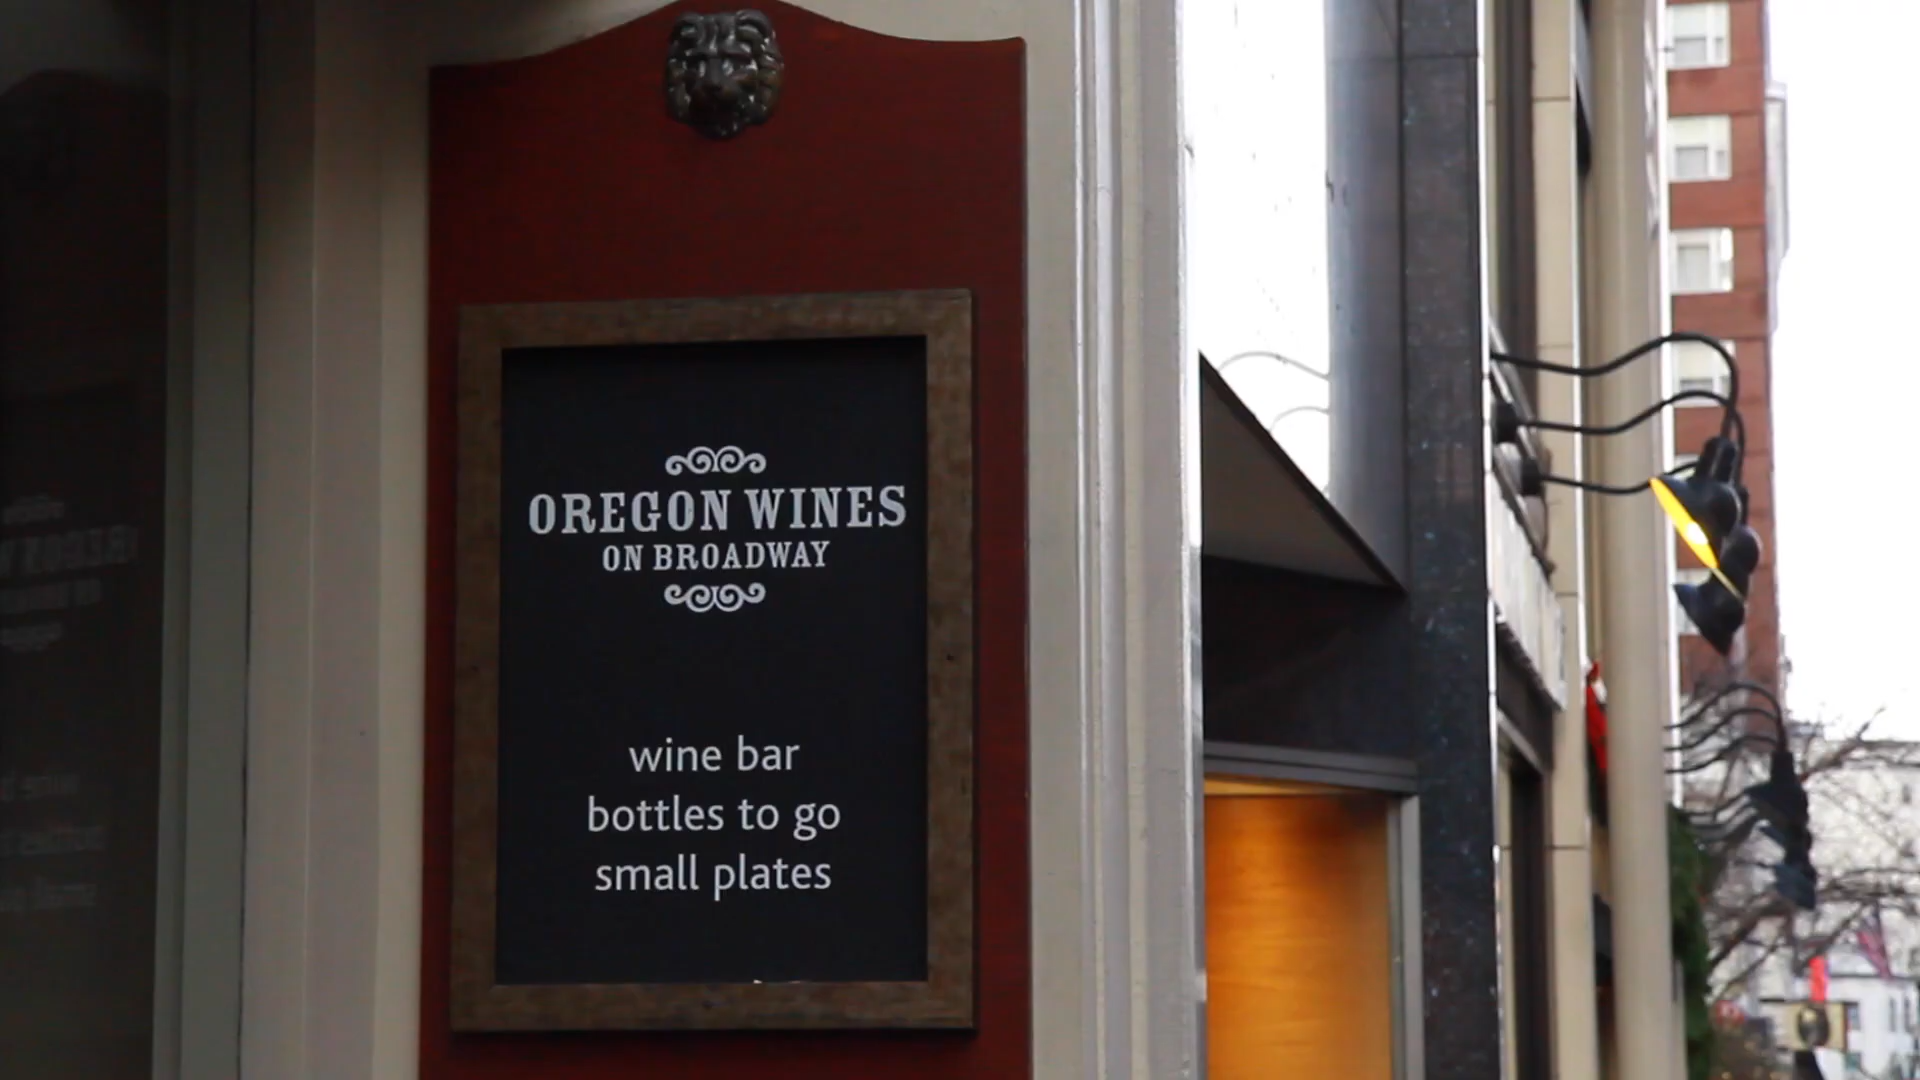 OREGON WINES
ON BROADWAY
wine bar
bottles to go
small plates